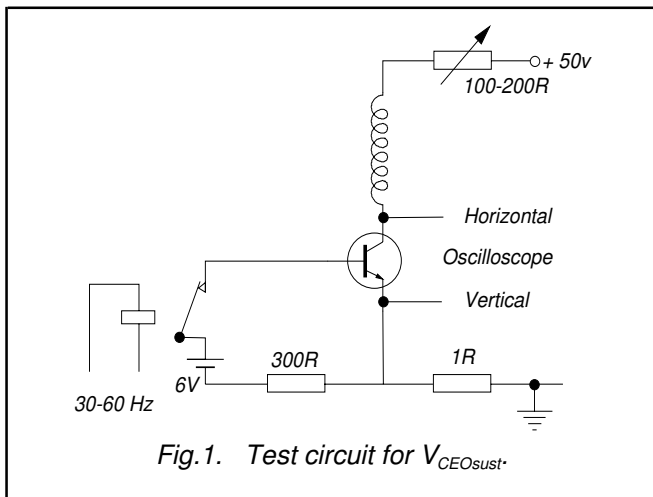 + 50v
100-200R
Horizontal
Oscilloscope
Vertical
300R
1R
6V
30-60 Hz
Fig.1. Test circuit for VCEOsust.